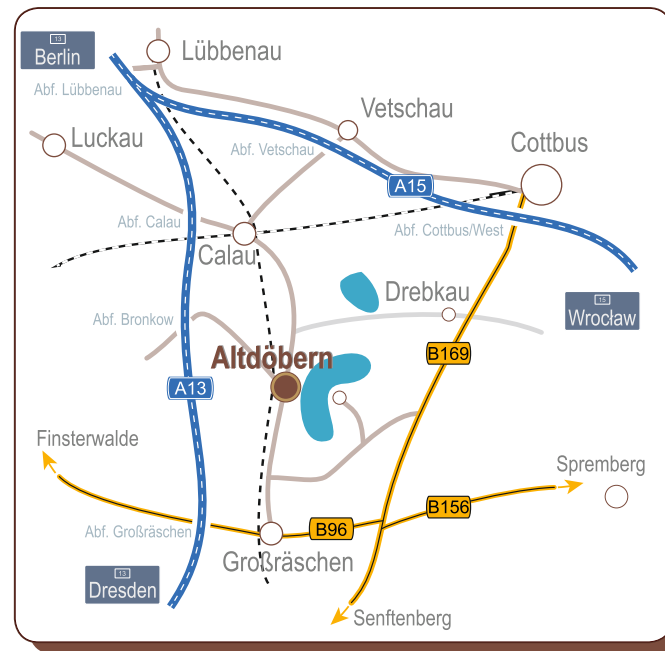 13
Berlin
Lübbenau
Abf. Lübbenau
Vetschau
Luckau
Abf. Vetschau
Cottbus
A15
Abf. Calau
Abf. Cottbus/West
Calau
Drebkau
15
Wrocław
Abf. Bronkow
B169
Altdöbern
A13
Finsterwalde
Spremberg
B156
Abf. Großräschen
B96
Großräschen
13
Dresden
Senftenberg